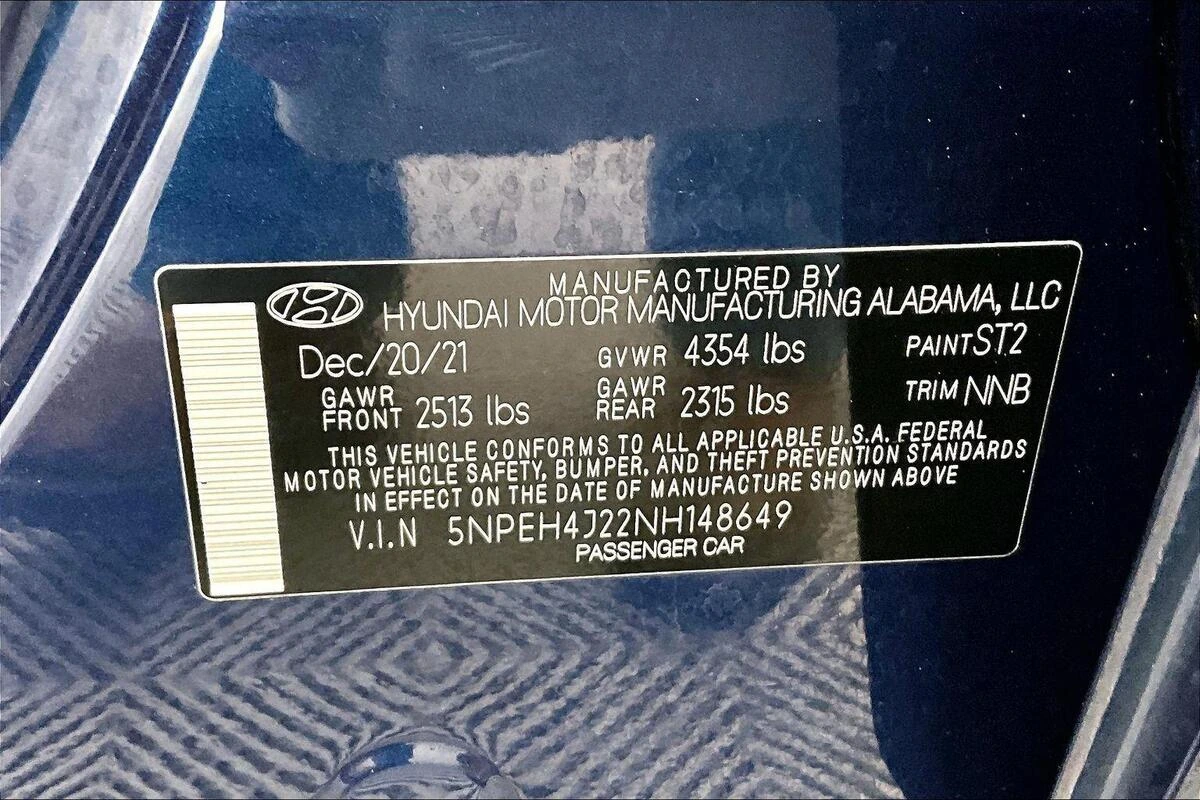 MANUFACTURED BY
HYUNDAI MOTOR MANUFACTURING ALABAMA, LLC
Dec/20/21 GVWR 4354 lbs PAINT ST2
GAWR FRONT 2513 lbs GAWR REAR 2315 lbs TRIM NNB
THIS VEHICLE CONFORMS TO ALL APPLICABLE U.S.A. FEDERAL
MOTOR VEHICLE SAFETY, BUMPER, AND THEFT PREVENTION STANDARDS
IN EFFECT ON THE DATE OF MANUFACTURE SHOWN ABOVE
V.I.N 5NPEH4J22NH148649
PASSENGER CAR